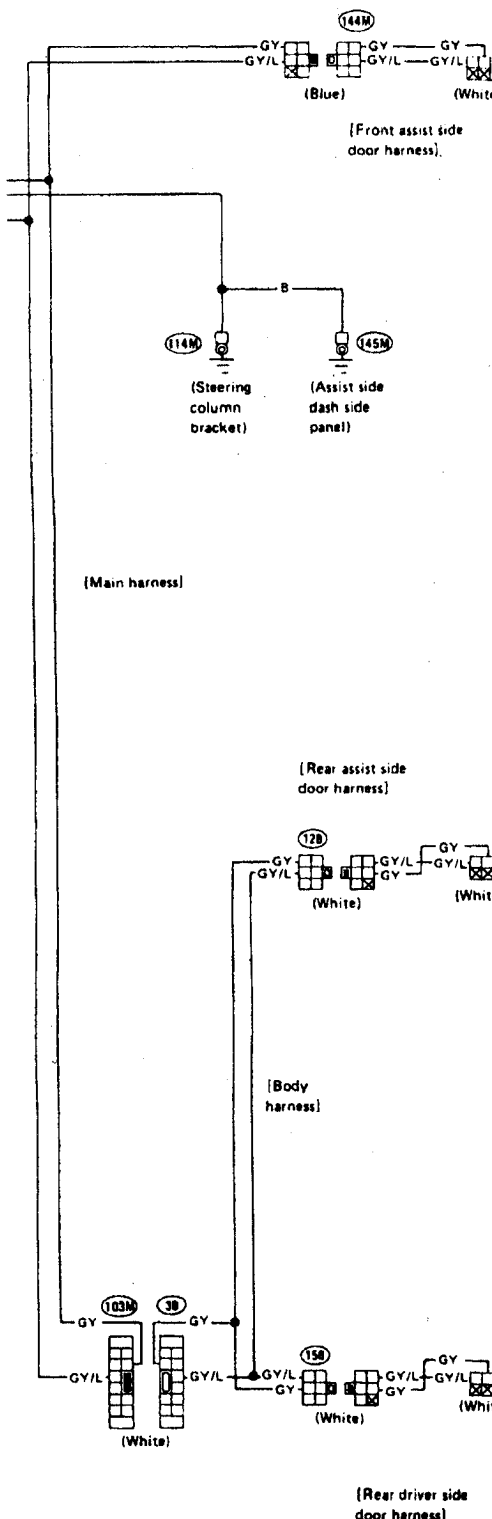 144M
GY GY GY
GY/L GY/L GY/L
(Blue) (White
[Front assist side
door harness]
B
114M 145M
(Steering
column
bracket)
(Assist side
dash side
panel)
[Main harness]
[Rear assist side
door harness]
12B
GY GY/L GY GY/L
GY/L GY
(White) (Whit
[Body
harness]
103M 3B
GY GY
GY/L GY/L
(White)
15B
GY/L GY/L GY GY/L
GY GY
(White) (Whi
[Rear driver side
door harness]